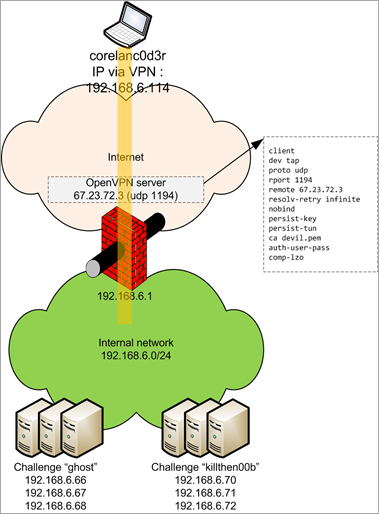 corelanc0d3r
IP via VPN :
192.168.6.114
Internet
OpenVPN server
67.23.72.3 (udp 1194)
client
dev tap
proto udp
rport 1194
remote 67.23.72.3
resolv-retry infinite
nobind
persist-key
persist-tun
ca devil.pem
auth-user-pass
comp-lzo
192.168.6.1
Internal network
192.168.6.0/24
Challenge “ghost”
192.168.6.66
192.168.6.67
192.168.6.68
Challenge “killthen00b”
192.168.6.70
192.168.6.71
192.168.6.72